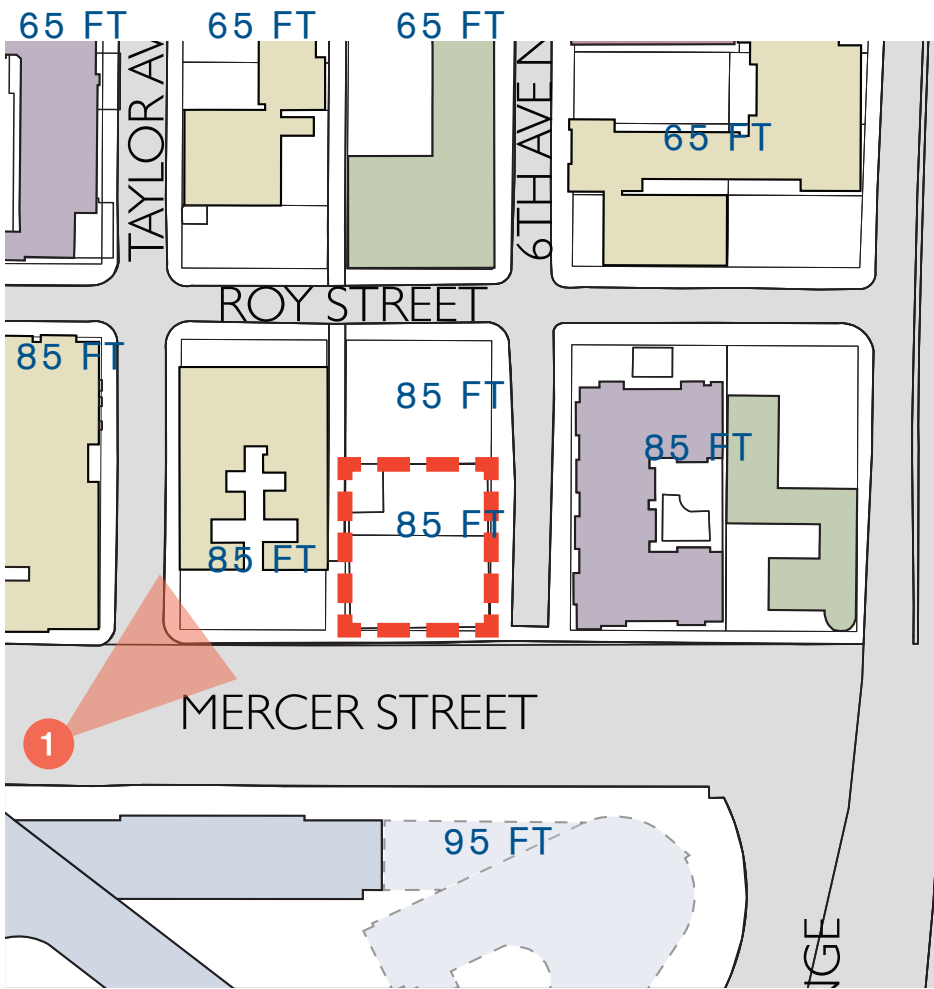 65 FT
65 FT
65 FT
TAYLOR AV
6TH AVE N
65 FT
ROY STREET
85 FT
85 FT
85 FT
85 FT
85 FT
MERCER STREET
1
95 FT
NGE